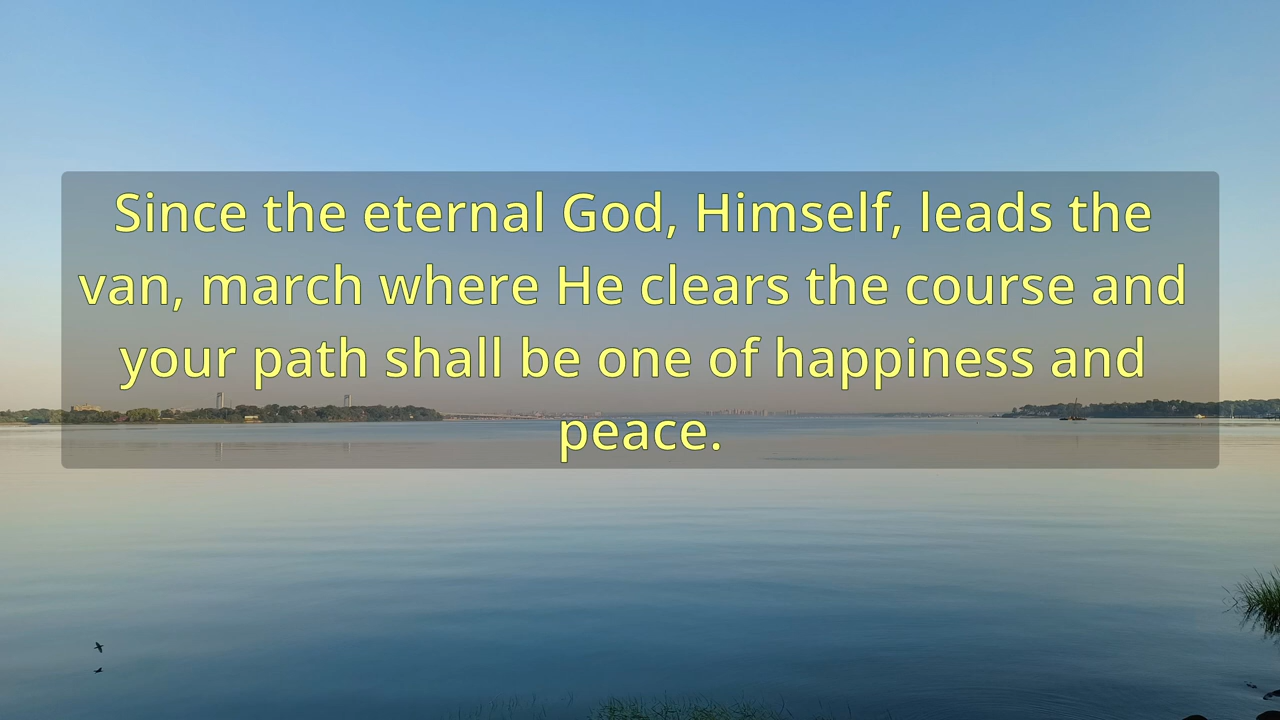 Since the eternal God, Himself, leads the
van, march where He clears the course and
your path shall be one of happiness and
peace.